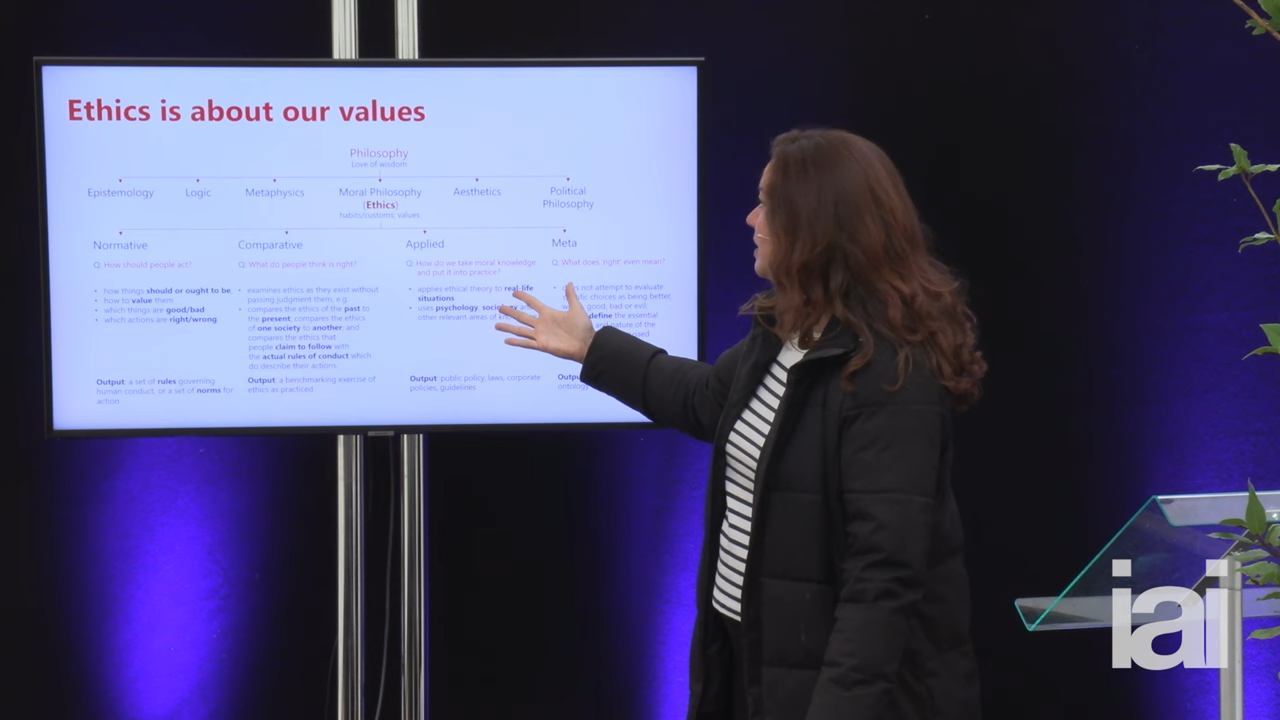 Ethics is about our values
Philosophy
Love of wisdom
Epistemology Logic Metaphysics Moral Philosophy Aesthetics Political
(Ethics) Philosophy
habits/customs; values
Normative Comparative Applied Meta
Q: How should people act?
Q: What do people think is right?
Q: How do we take moral knowledge
and put it into practice?
Q: What does 'right' even mean?
• how things should or ought to be,
• how to value them
• which things are good/bad
• which actions are right/wrong.
• examines ethics as they exist without
passing judgment them, e.g.
• compares the ethics of the past to
the present; compares the ethics
of one society to another; and
compares the ethics that
people claim to follow with
the actual rules of conduct which
do describe their actions.
• applies ethical theory to real-life
situations
• uses psychology,
other relevant areas of
not attempt to evaluate
choices as being better,
good, bad or evil;
define the essential
and nature of the
Output: a set of rules governing
human conduct, or a set of norms for
action
Output: a benchmarking exercise of
ethics as practiced
Output: public policy, laws, corporate
policies, guidelines
iai